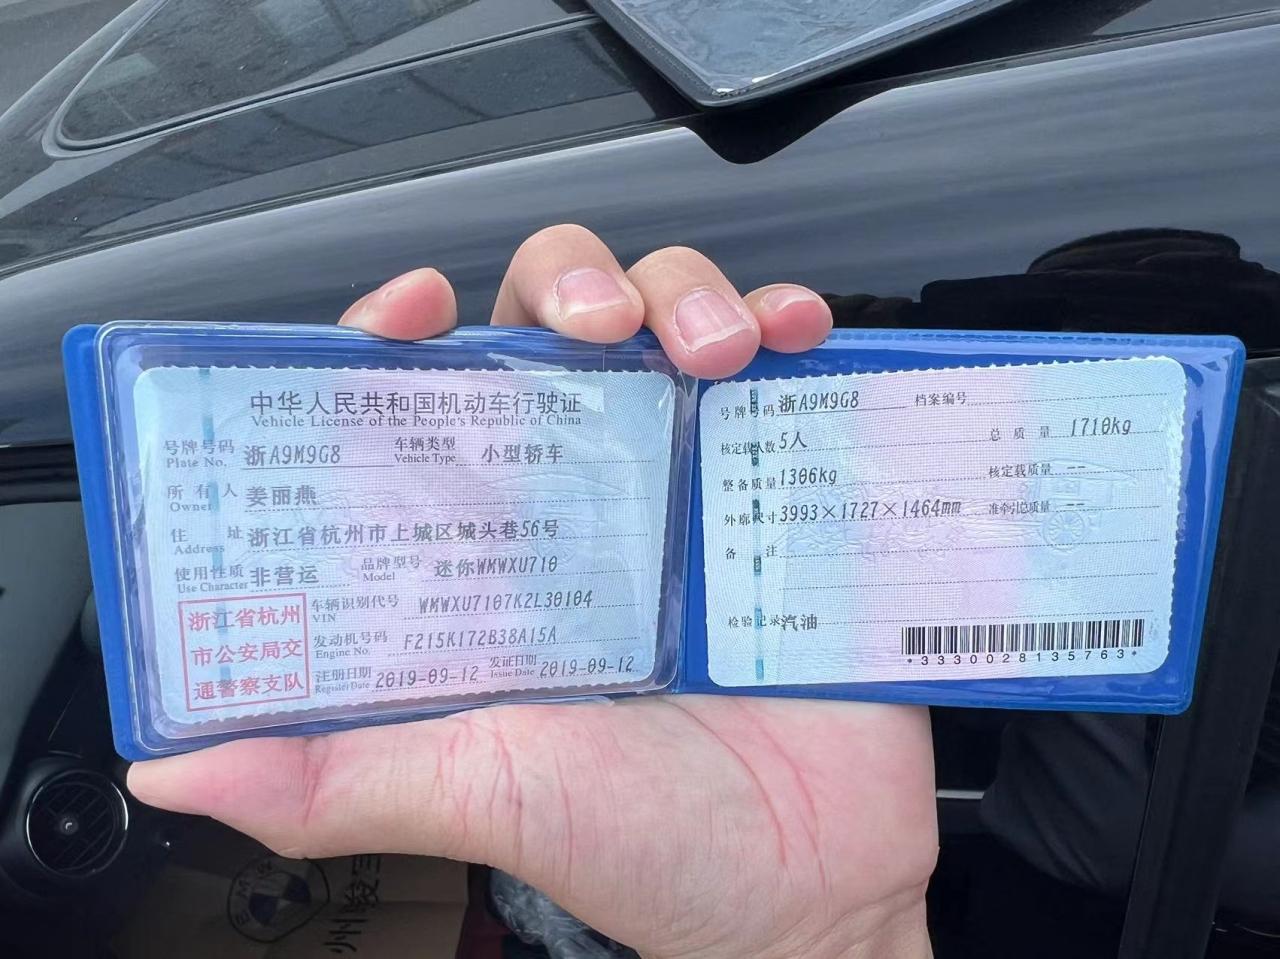 中华人民共和国机动车行驶证
Vehicle License of the People's Republic of China
号牌号码 浙A9M9G8 车辆类型 小型轿车
Plate No. Vehicle Type
所有人 姜丽燕
Owner
住址 浙江省杭州市上城区城头巷56号
Address
使用性质 非营运 品牌型号 迷你WMWXU710
Use Character Model
浙江省杭州
市公安局交
通警察支队
车辆识别代号 WMWXU7107K2L30104
VIN
发动机号码 F215K172B38A15A
Engine No.
注册日期 2019-09-12 发证日期 2019-09-12
Register Date Issue Date
号牌号码 浙A9M9G8 档案编号
核定载人数 5人 总质量 1710kg
整备质量 1306kg 核定载质量 --
外廓尺寸 3993×1727×1464mm 准牵引总质量 --
备注
检验记录 汽油
*3330028135763*
BMW